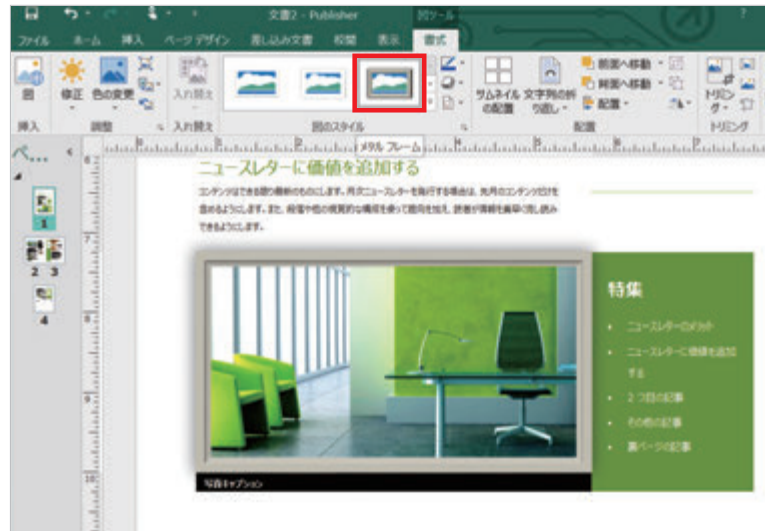 文書2 - Publisher
図ツール
?
ファイル ホーム 挿入 ページ デザイン 差し込み文書 校閲 表示 書式
図
修正
色の変更
入れ替え
サムネイルの配置
文字列の折り返し
前面へ移動
背面へ移動
配置
トリミング
挿入 調整 入れ替え 図のスタイル 配置 トリミング
メタル フレーム
ペ...
1
2 3
4
ニュースレターに価値を追加する
コンテンツはできる限り最新のものにします。月次ニュースレターを発行する場合は、先月のコンテンツだけを
含めるようにします。また、段落や他の視覚的な構成を使って趣向を加え、読者が情報を素早く流し読み
できるようにします。
特集
• ニュースレターのメリット
• ニュースレターに価値を追加
する
• 2 つ目の記事
• その他の記事
• 裏ページの記事
写真キャプション